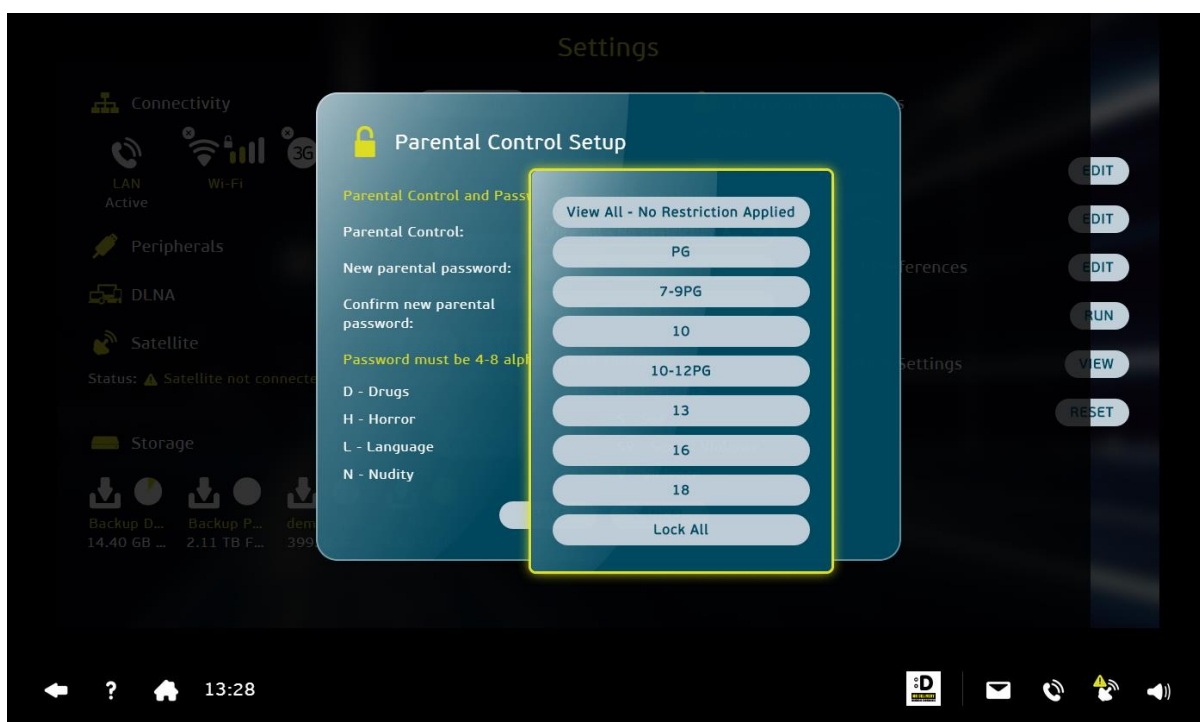 Settings
Connectivity
3G
LAN
Wi-Fi
Active
Peripherals
DLNA
Satellite
Status: Satellite not connecte
Storage
Backup D...
Backup P...
dem
14.40 GB ...
2.11 TB F...
399
Parental Control Setup
Parental Control and Passw
Parental Control:
New parental password:
Confirm new parental
password:
Password must be 4-8 alph
D - Drugs
H - Horror
L - Language
N - Nudity
View All - No Restriction Applied
PG
7-9PG
10
10-12PG
13
16
18
Lock All
s
ferences
Settings
EDIT
EDIT
EDIT
RUN
VIEW
RESET
?
13:28
:D